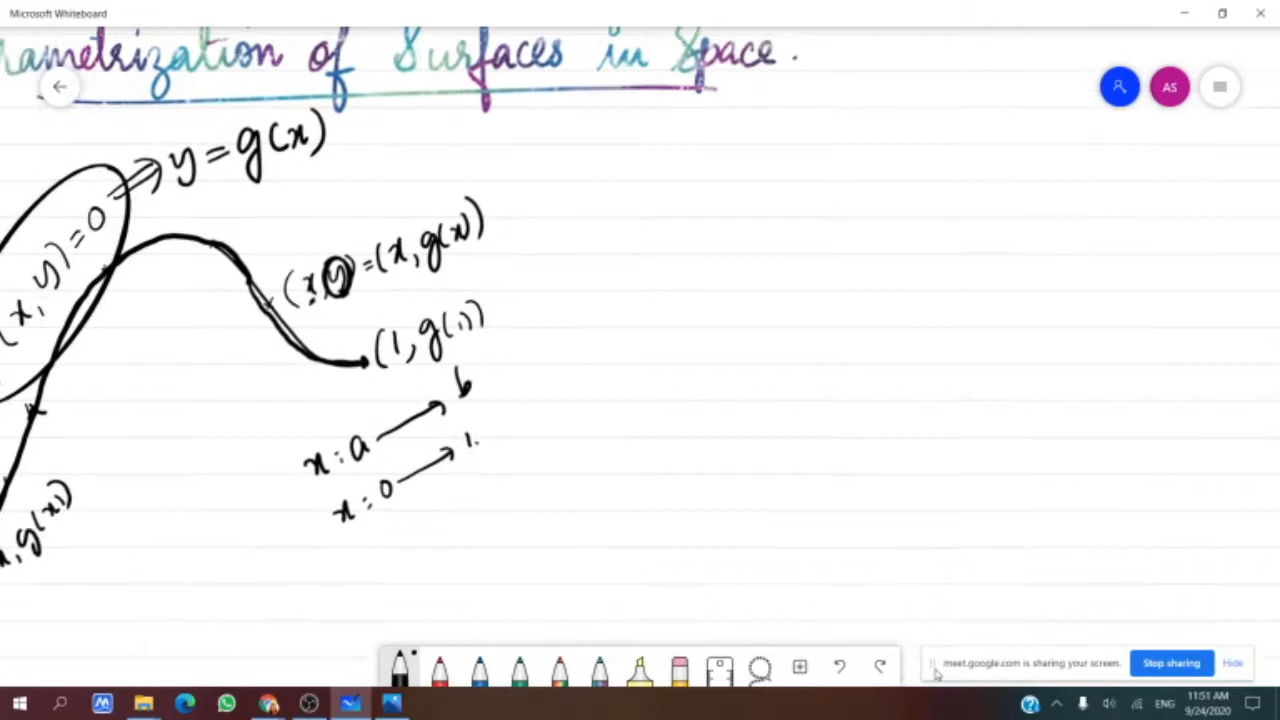 Microsoft Whiteboard
rametrization of Surfaces in Space.
AS
(x, y) = 0 ⇒ y = g(x)
(x, y) = (x, g(x))
(1, g(1))
x : a → b
x : 0 → 1.
x, g(x)
meet.google.com is sharing your screen. Stop sharing Hide
ENG
11:51 AM
9/24/2020